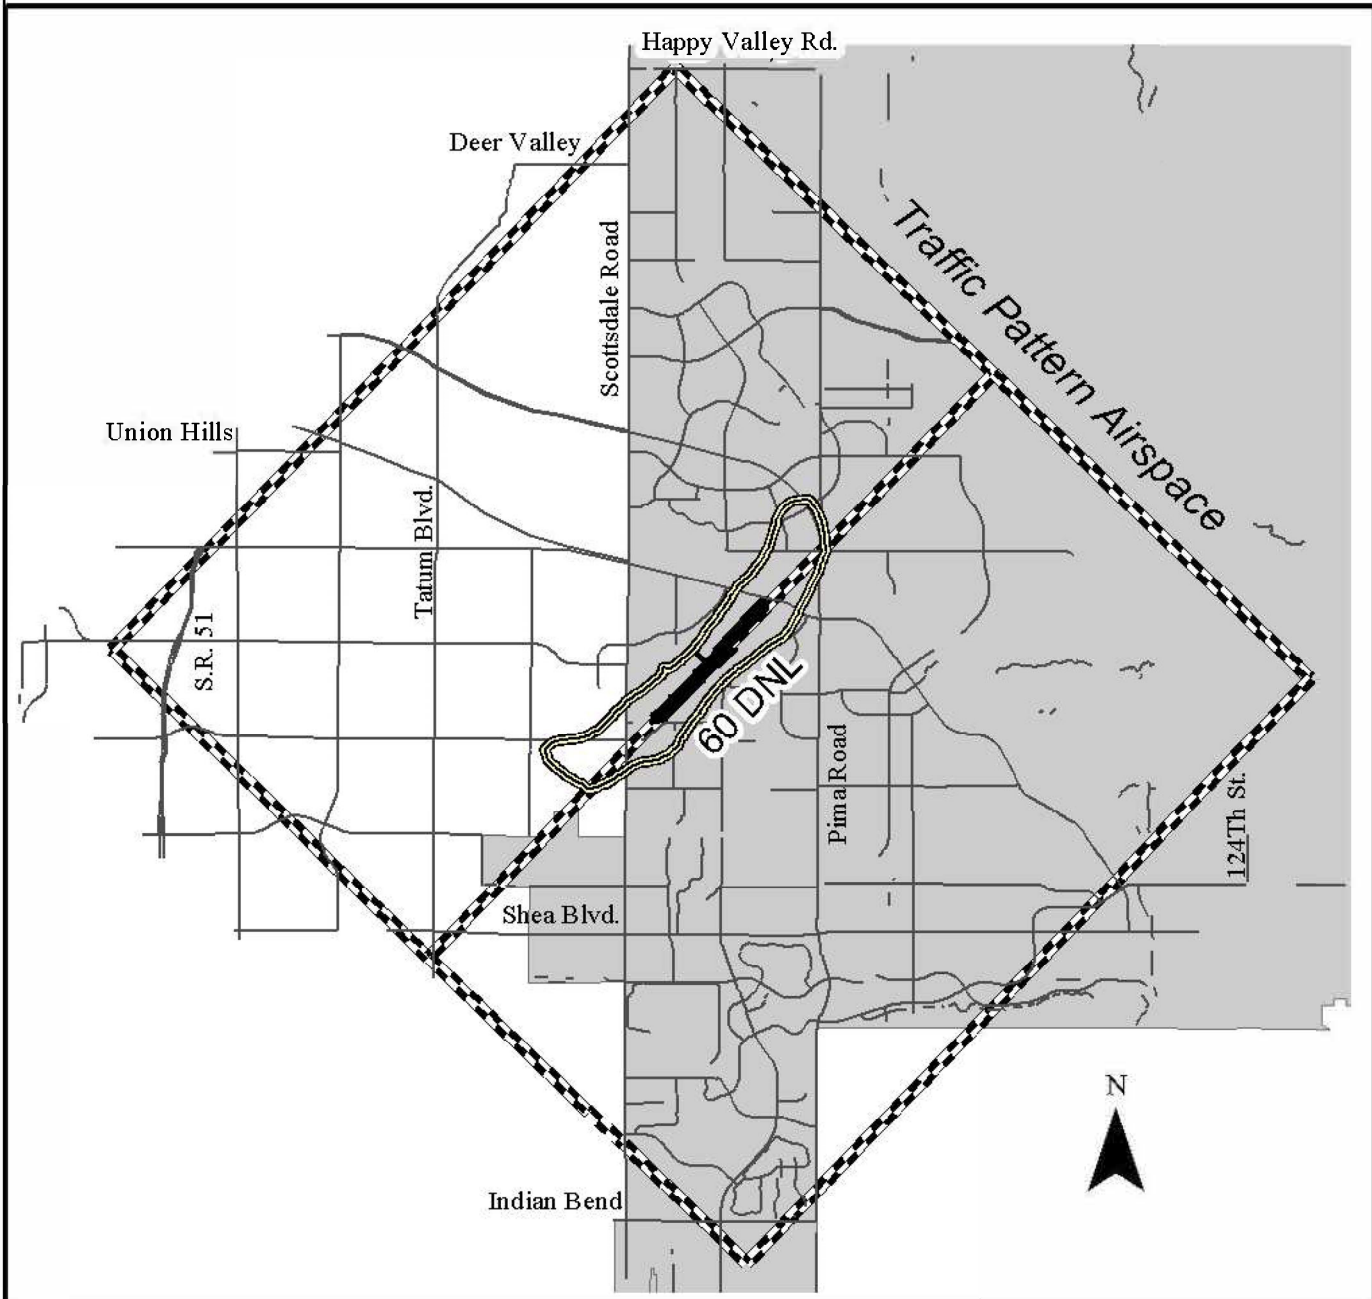 Happy Valley Rd.
Deer Valley
Scottsdale Road
Traffic Pattern Airspace
Union Hills
Tatum Blvd.
S.R. 51
60 DNL
Pima Road
124Th St.
Shea Blvd.
N
Indian Bend